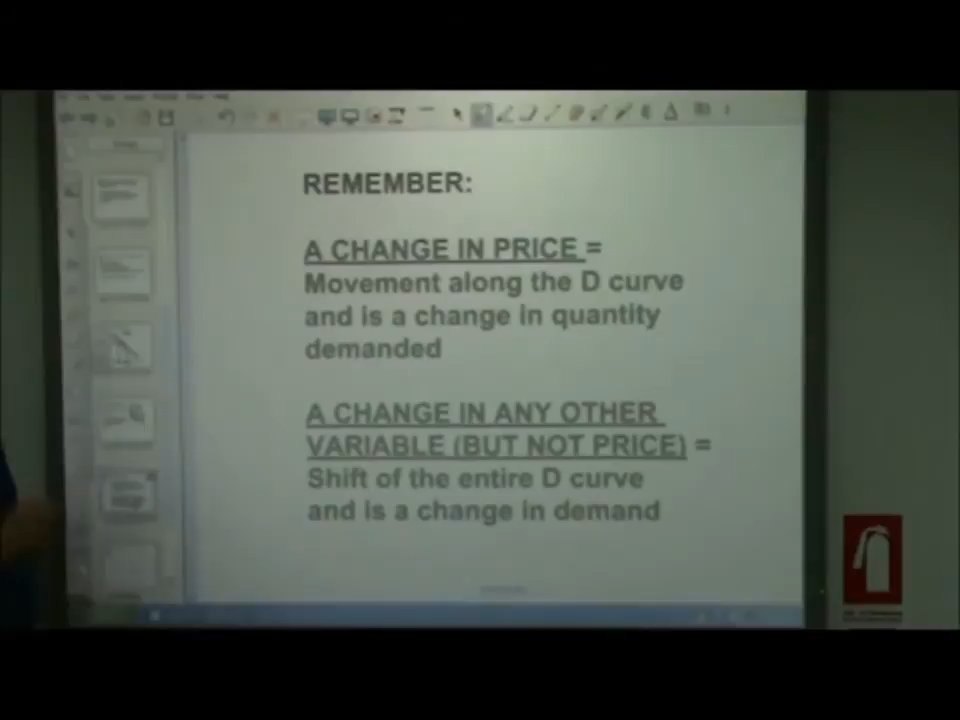 REMEMBER:
A CHANGE IN PRICE =
Movement along the D curve
and is a change in quantity
demanded
A CHANGE IN ANY OTHER
VARIABLE (BUT NOT PRICE) =
Shift of the entire D curve
and is a change in demand